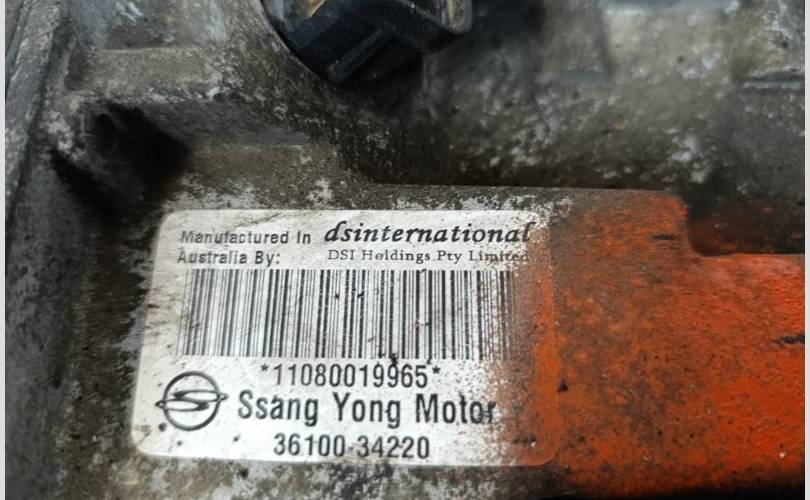 Manufactured In dsinternational
Australia By: DSI Holdings Pty Limited
*11080019965*
Ssang Yong Motor
36100-34220